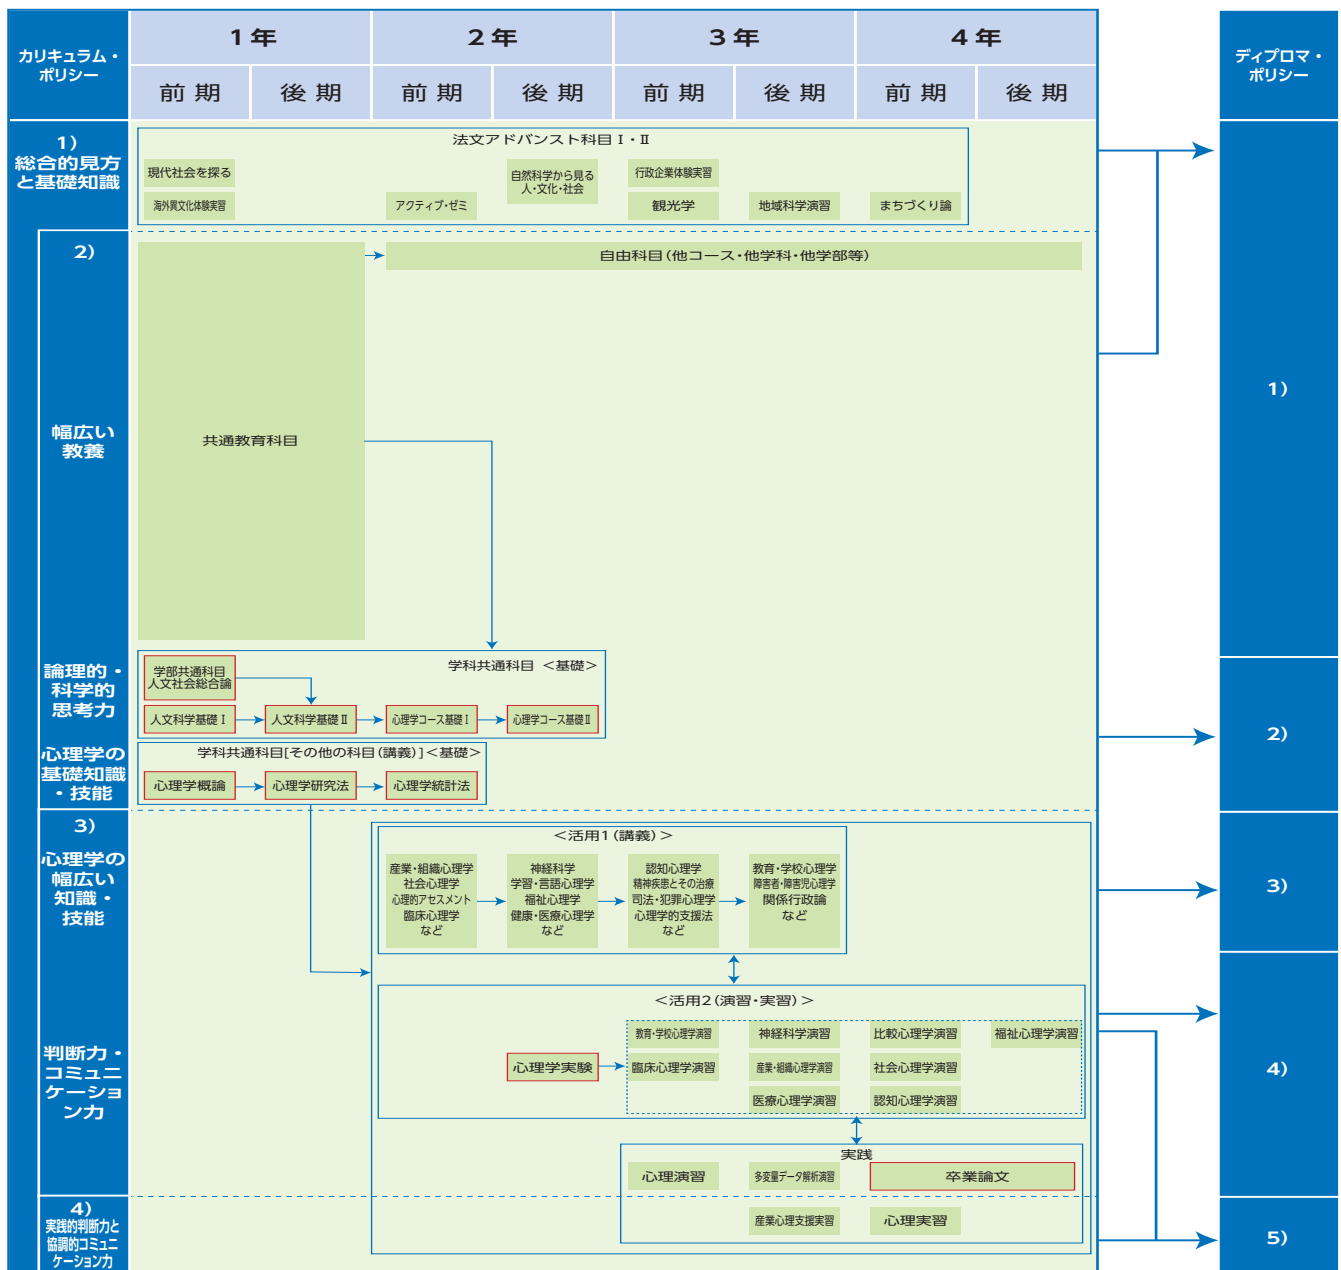 カリキュラム・
ポリシー
1年
2年
3年
4年
ディプロマ・
ポリシー
前期
後期
前期
後期
前期
後期
前期
後期
1)
総合的見方
と基礎知識
法文アドバンスト科目Ⅰ・Ⅱ
現代社会を探る
海外異文化体験実習
アクティブ・ゼミ
自然科学から見る
人・文化・社会
行政企業体験実習
観光学
地域科学演習
まちづくり論
2)
幅広い
教養
共通教育科目
自由科目(他コース・他学科・他学部等)
1)
論理的・
科学的
思考力
学科共通科目 <基礎>
学部共通科目
人文社会総合論
人文科学基礎Ⅰ
人文科学基礎Ⅱ
心理学コース基礎Ⅰ
心理学コース基礎Ⅱ
心理学の
基礎知識
・技能
学科共通科目[その他の科目(講義)]<基礎>
心理学概論
心理学研究法
心理学統計法
2)
3)
心理学の
幅広い
知識・
技能
<活用1(講義)>
産業・組織心理学
社会心理学
心理的アセスメント
臨床心理学
など
神経科学
学習・言語心理学
福祉心理学
健康・医療心理学
など
認知心理学
精神疾患とその治療
司法・犯罪心理学
心理学的支援法
など
教育・学校心理学
障害者・障害児心理学
関係行政論
など
3)
判断力・
コミュニ
ケーショ
ン力
<活用2(演習・実習)>
心理学実験
教育・学校心理学演習
臨床心理学演習
神経科学演習
産業・組織心理学演習
医療心理学演習
比較心理学演習
社会心理学演習
認知心理学演習
福祉心理学演習
4)
実践
心理演習
多変量データ解析演習
卒業論文
4)
実践的判断力と
協調的コミュニ
ケーション力
産業心理支援実習
心理実習
5)